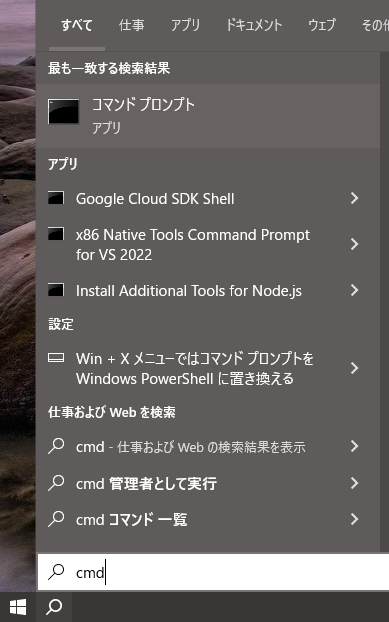 すべて 仕事 アプリ ドキュメント ウェブ その他
最も一致する検索結果
コマンド プロンプト
アプリ
アプリ
Google Cloud SDK Shell
x86 Native Tools Command Prompt
for VS 2022
Install Additional Tools for Node.js
設定
Win + X メニューではコマンド プロンプトを
Windows PowerShell に置き換える
仕事および Web を検索
cmd - 仕事および Web の検索結果を表示
cmd 管理者として実行
cmd コマンド 一覧
cmd